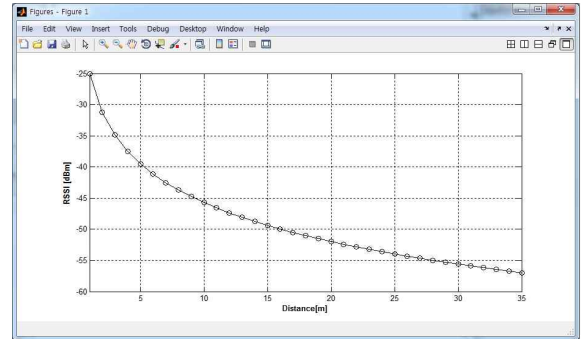 Figures - Figure 1
File Edit View Insert Tools Debug Desktop Window Help
-25
-30
-35
-40
-45
-50
-55
-60
RSSI [dBm]
5 10 15 20 25 30 35
Distance[m]